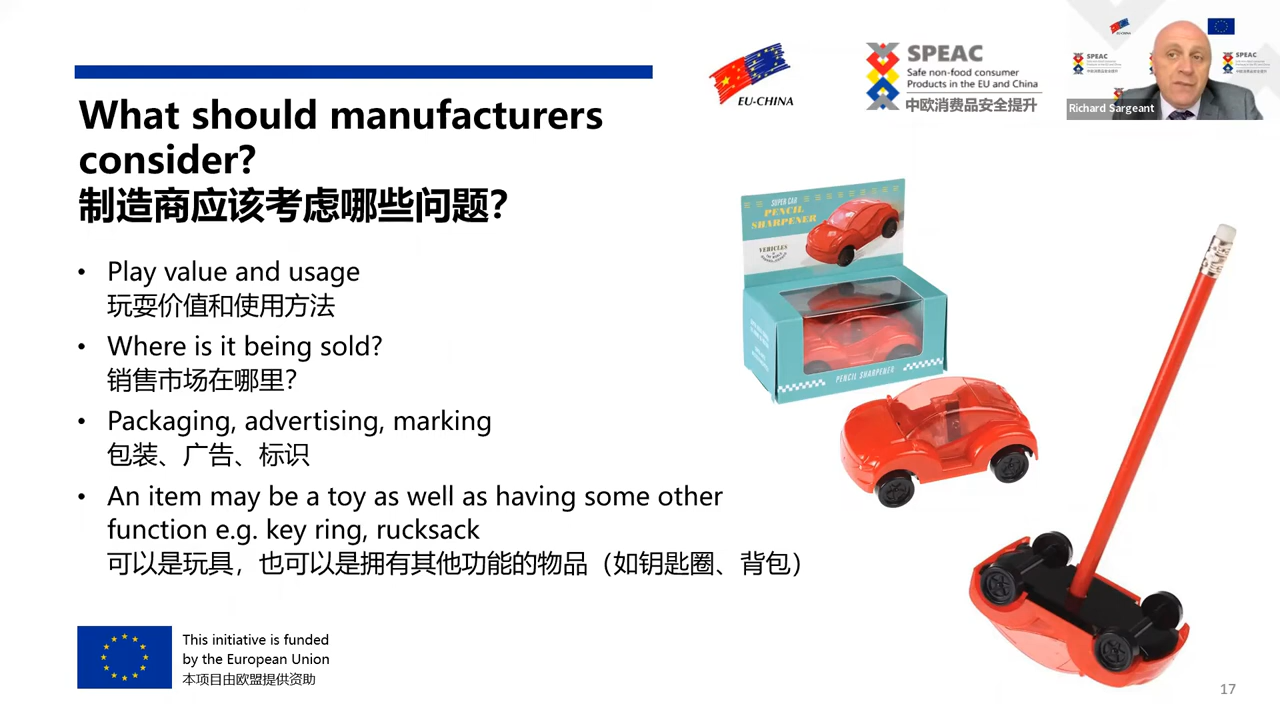 What should manufacturers
consider?
制造商应该考虑哪些问题？
• Play value and usage
玩耍价值和使用方法
• Where is it being sold?
销售市场在哪里？
• Packaging, advertising, marking
包装、广告、标识
• An item may be a toy as well as having some other
function e.g. key ring, rucksack
可以是玩具，也可以是拥有其他功能的物品（如钥匙圈、背包）
This initiative is funded
by the European Union
本项目由欧盟提供资助
EU-CHINA
SPEAC
Safe non-food consumer
Products in the EU and China
中欧消费品安全提升
SPEAC
SPEAC
Richard Sargeant
SUPER CAR
PENCIL
SHARPENER
VEHICLES
PENCIL SHARPENER
17